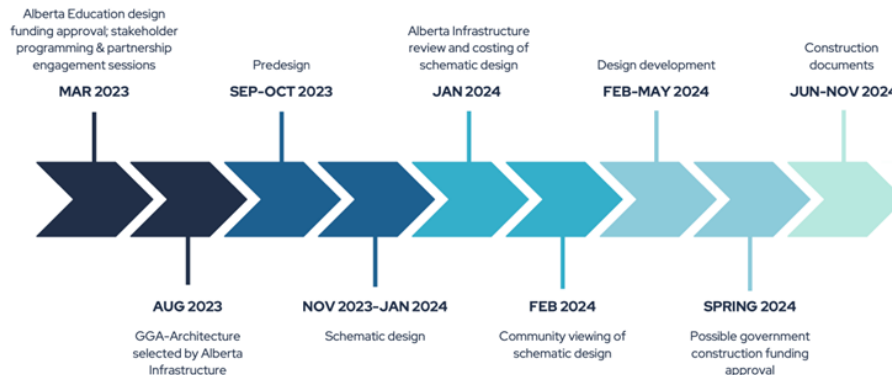 Alberta Education design
funding approval; stakeholder
programming & partnership
engagement sessions
MAR 2023
Predesign
SEP-OCT 2023
Alberta Infrastructure
review and costing of
schematic design
JAN 2024
Design development
FEB-MAY 2024
Construction
documents
JUN-NOV 2024
AUG 2023
GGA-Architecture
selected by Alberta
Infrastructure
NOV 2023-JAN 2024
Schematic design
FEB 2024
Community viewing of
schematic design
SPRING 2024
Possible government
construction funding
approval